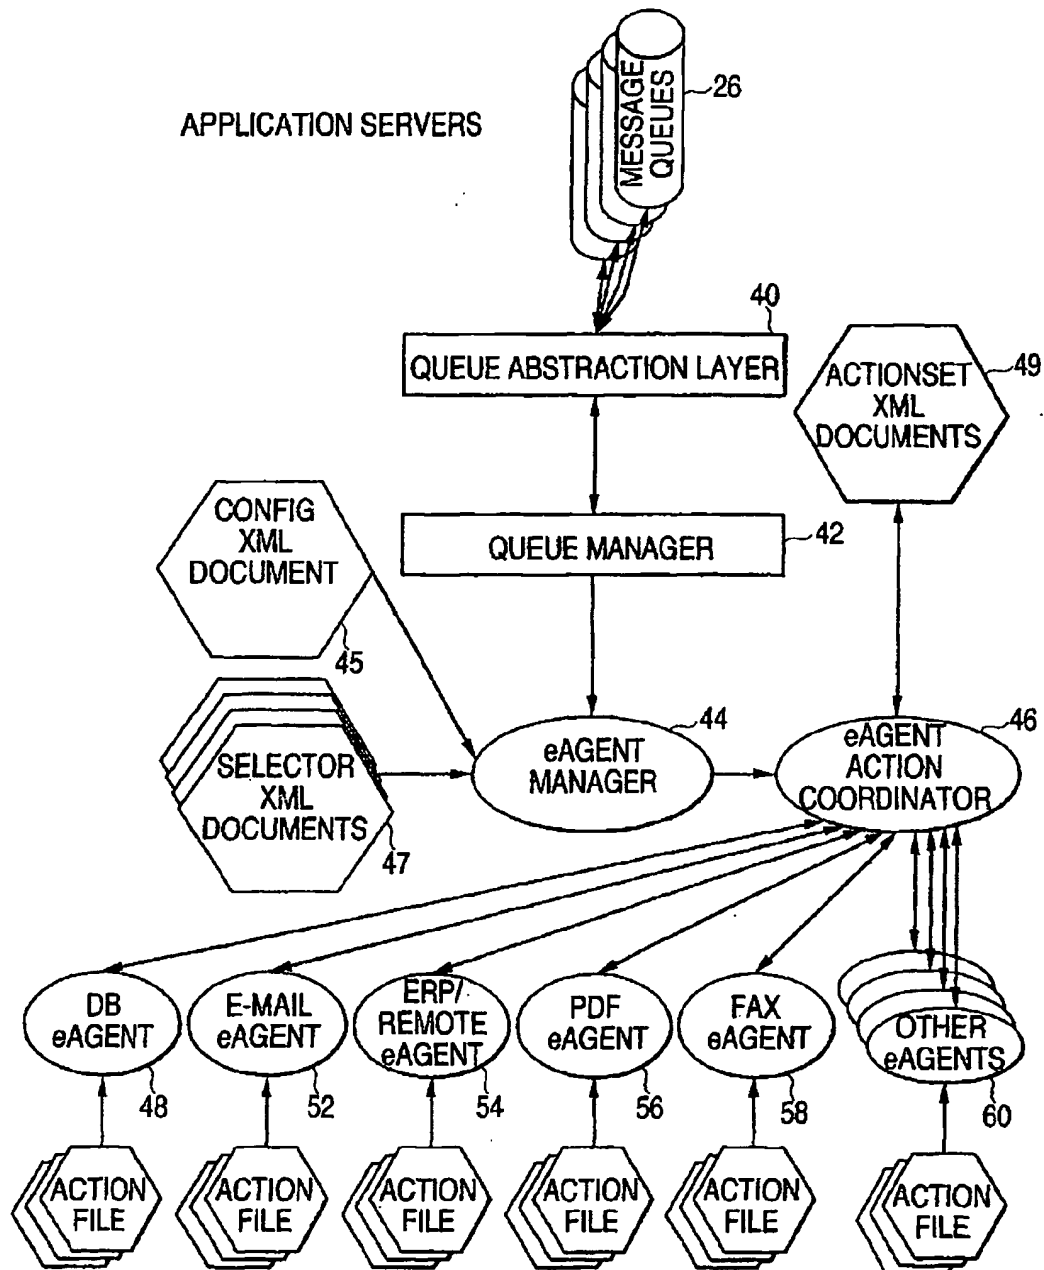 MESSAGE
QUEUES
26
APPLICATION SERVERS
40
QUEUE ABSTRACTION LAYER
ACTIONSET
XML
DOCUMENTS
49
CONFIG
XML
DOCUMENT
45
QUEUE MANAGER
42
SELECTOR
XML
DOCUMENTS
47
eAGENT
MANAGER
44
eAGENT
ACTION
COORDINATOR
46
DB
eAGENT
48
E-MAIL
eAGENT
52
ERP/
REMOTE
eAGENT
54
PDF
eAGENT
56
FAX
eAGENT
58
OTHER
eAGENTS
60
ACTION
FILE
ACTION
FILE
ACTION
FILE
ACTION
FILE
ACTION
FILE
ACTION
FILE